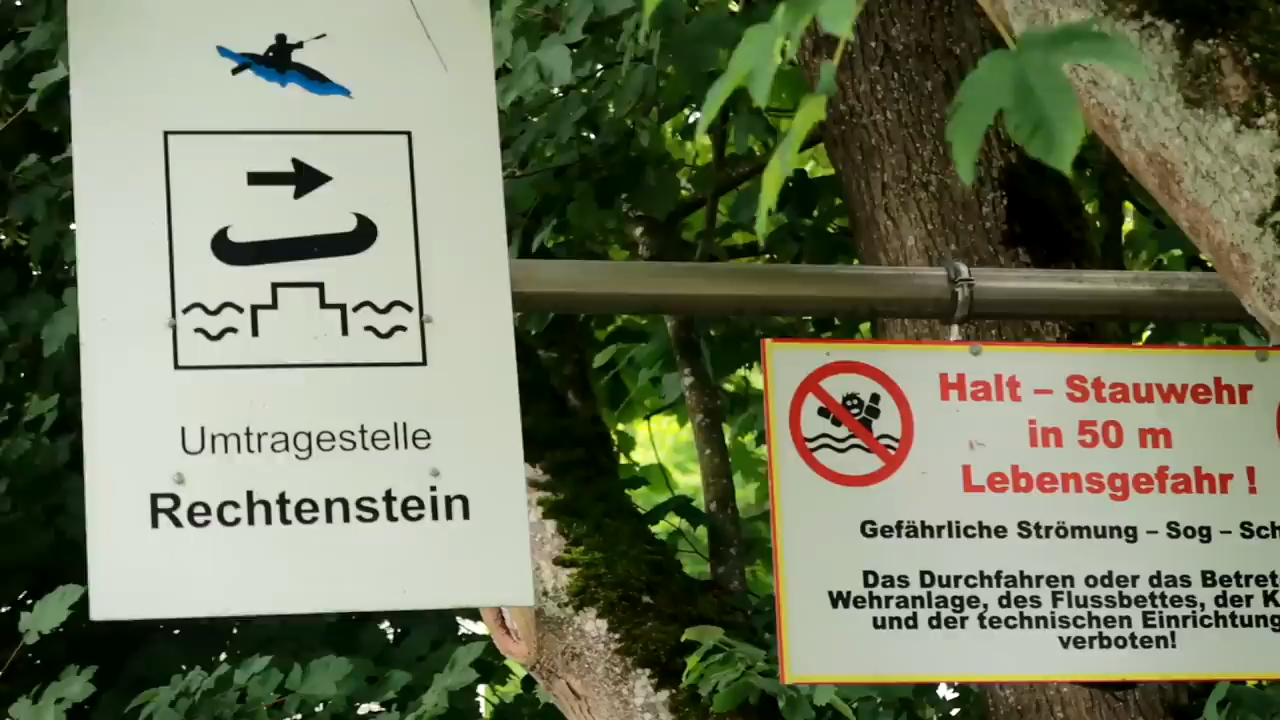 Umtragestelle
Rechtenstein
Halt – Stauwehr
in 50 m
Lebensgefahr !
Gefährliche Strömung – Sog –
Das Durchfahren oder das
Wehranlage, des Flussbettes, der
und der technischen
verboten!